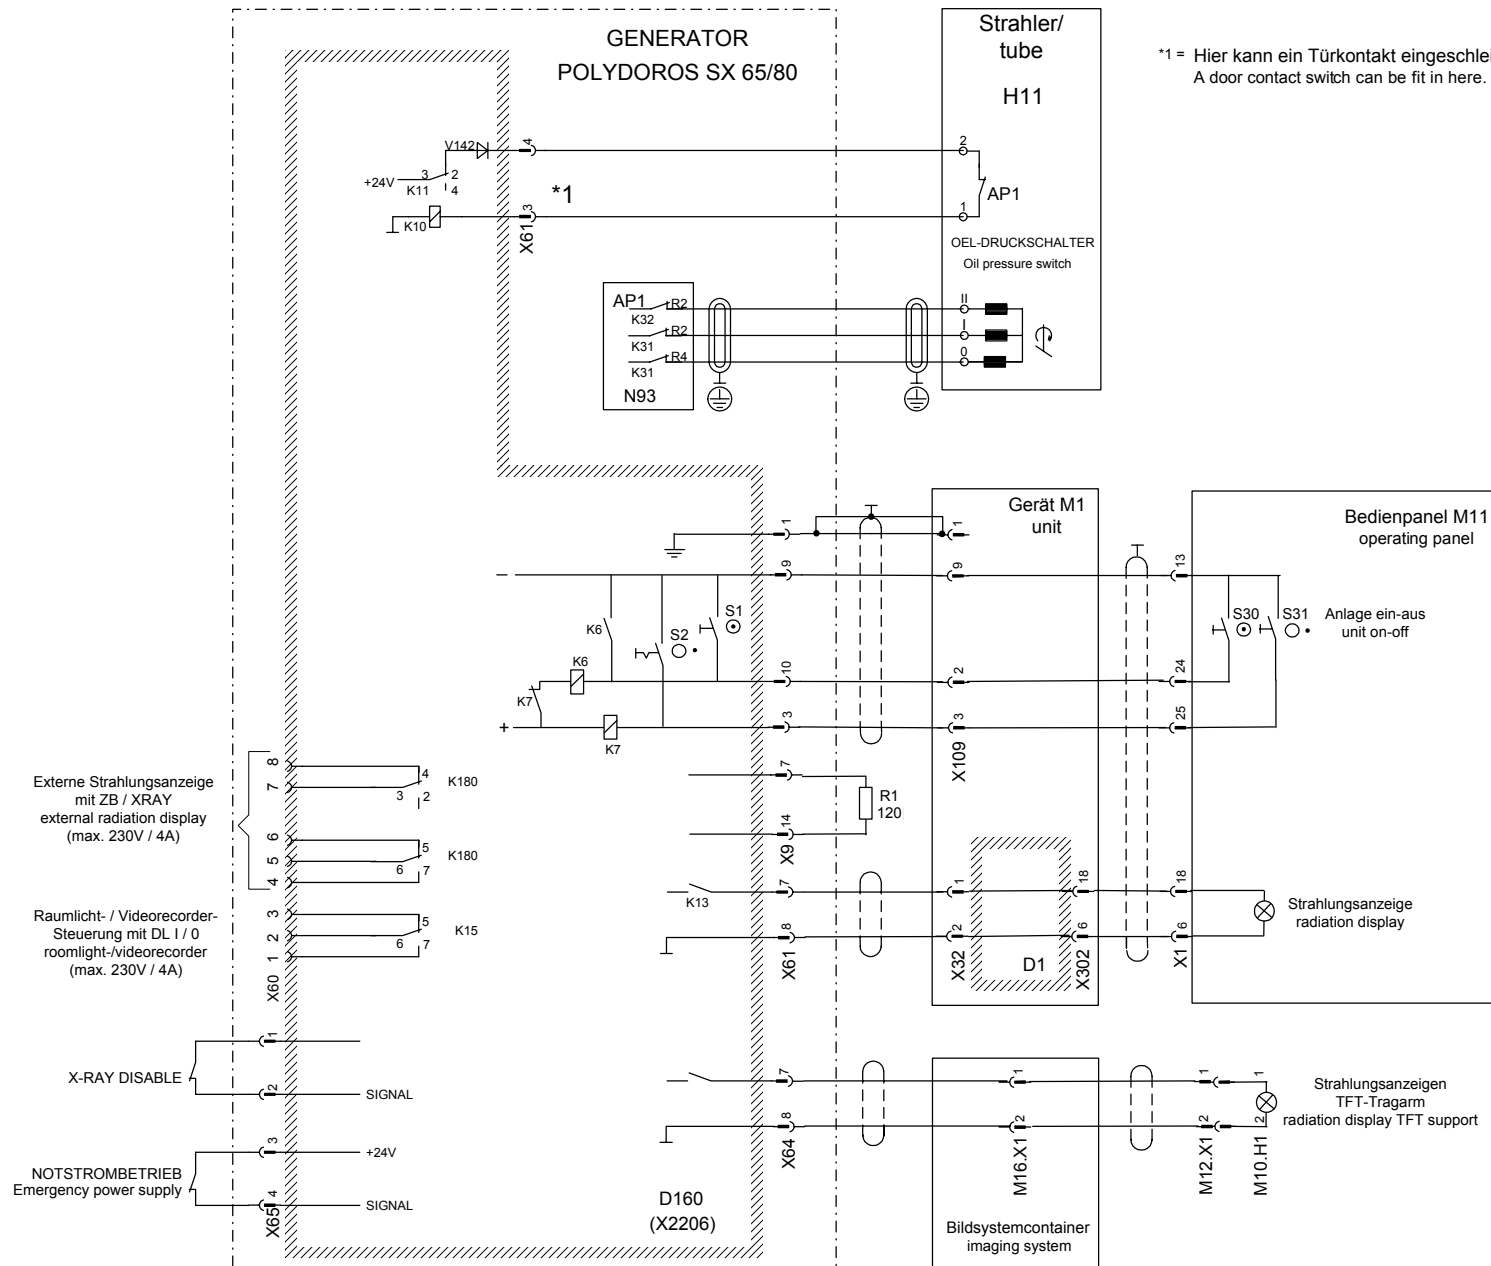 GENERATOR
POLYDOROS SX 65/80
Strahler/
tube
H11
*1 = Hier kann ein Türkontakt eingeschlei
A door contact switch can be fit in here.
V142
4
+24V
3
2
K11
4
K10
3
X61
*1
2
AP1
1
OEL-DRUCKSCHALTER
Oil pressure switch
AP1
R2
K32
R2
K31
R4
K31
N93
II
I
0
Gerät M1
unit
Bedienpanel M11
operating panel
1
1
−
9
9
13
K6
S2
S1
S30
S31
Anlage ein-aus
unit on-off
K6
K7
10
2
24
+
K7
3
3
25
X109
Externe Strahlungsanzeige
mit ZB / XRAY
external radiation display
(max. 230V / 4A)
8
7
4
3
2
K180
6
5
4
5
6
7
K180
7
14
X9
R1
120
Raumlicht- / Videorecorder-
Steuerung mit DL I / 0
roomlight-/videorecorder
(max. 230V / 4A)
3
2
1
X60
5
6
7
K15
K13
7
8
X61
1
2
X32
D1
18
6
X302
18
6
X1
Strahlungsanzeige
radiation display
X-RAY DISABLE
1
2
SIGNAL
NOTSTROMBETRIEB
Emergency power supply
3
+24V
4
SIGNAL
X65
7
8
X64
D160
(X2206)
1
2
M16.X1
Bildsystemcontainer
imaging system
1
2
M12.X1
1
2
M10.H1
Strahlungsanzeigen
TFT-Tragarm
radiation display TFT support